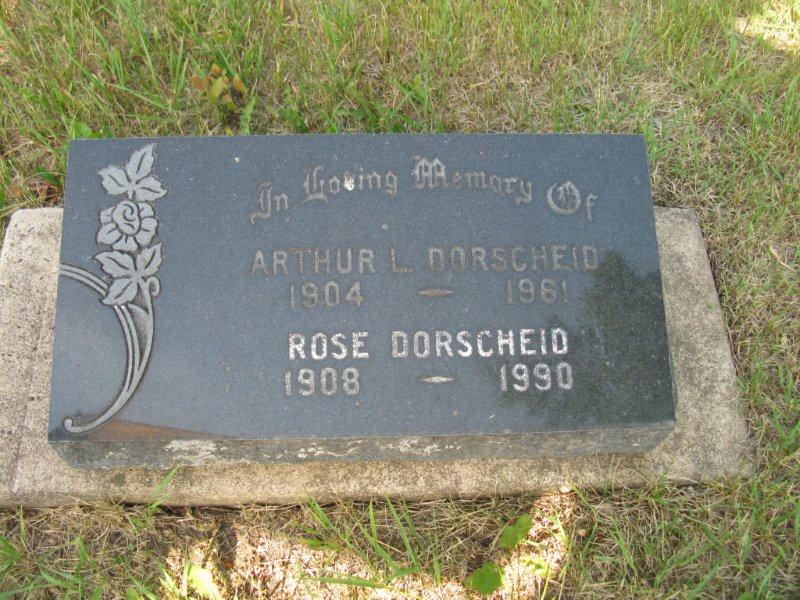 In Loving Memory Of
ARTHUR L. DORSCHEID
1904 – 1961
ROSE DORSCHEID
1908 – 1990